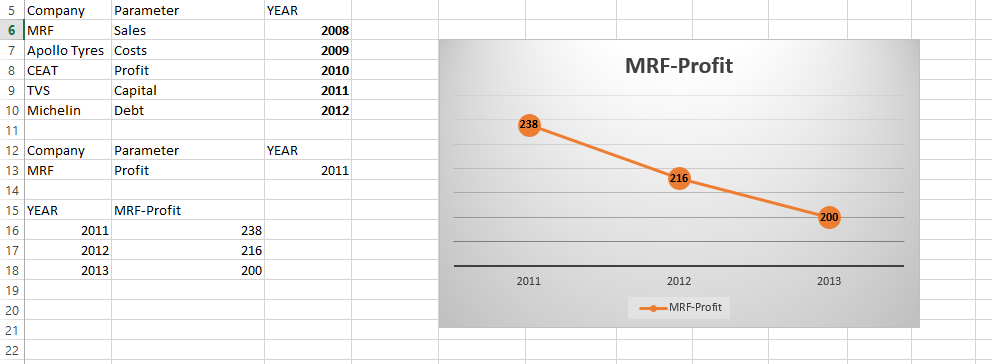 5 Company Parameter YEAR
6 MRF Sales 2008
7 Apollo Tyres Costs 2009
8 CEAT Profit 2010
9 TVS Capital 2011
10 Michelin Debt 2012
11
12 Company Parameter YEAR
13 MRF Profit 2011
14
15 YEAR MRF-Profit
16 2011 238
17 2012 216
18 2013 200
19
20
21
22
MRF-Profit
238
216
200
2011 2012 2013
MRF-Profit